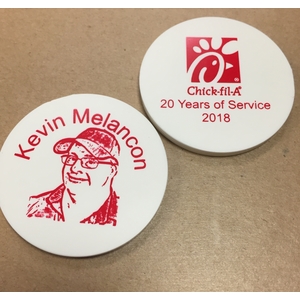 Kevin Melancon
Chick-fil-A
20 Years of Service
2018